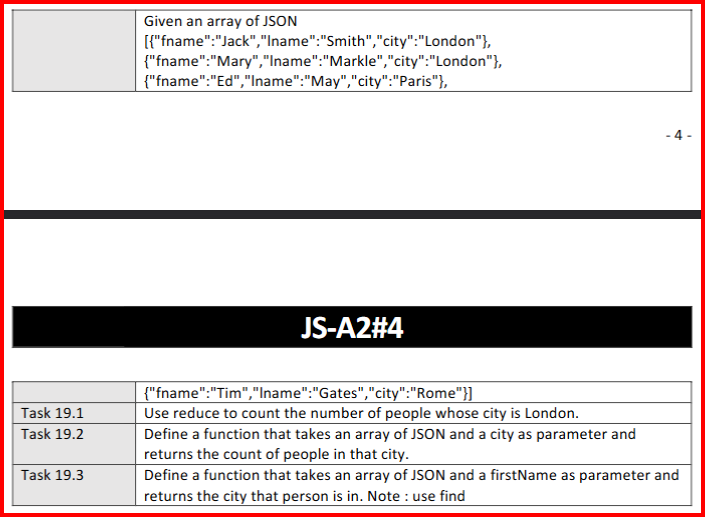 Given an array of JSON
[{"fname":"Jack","lname":"Smith","city":"London"},
{"fname":"Mary","lname":"Markle","city":"London"},
{"fname":"Ed","lname":"May","city":"Paris"},
- 4 -
JS-A2#4
{"fname":"Tim","lname":"Gates","city":"Rome"}]
Task 19.1 Use reduce to count the number of people whose city is London.
Task 19.2 Define a function that takes an array of JSON and a city as parameter and
returns the count of people in that city.
Task 19.3 Define a function that takes an array of JSON and a firstName as parameter and
returns the city that person is in. Note : use find